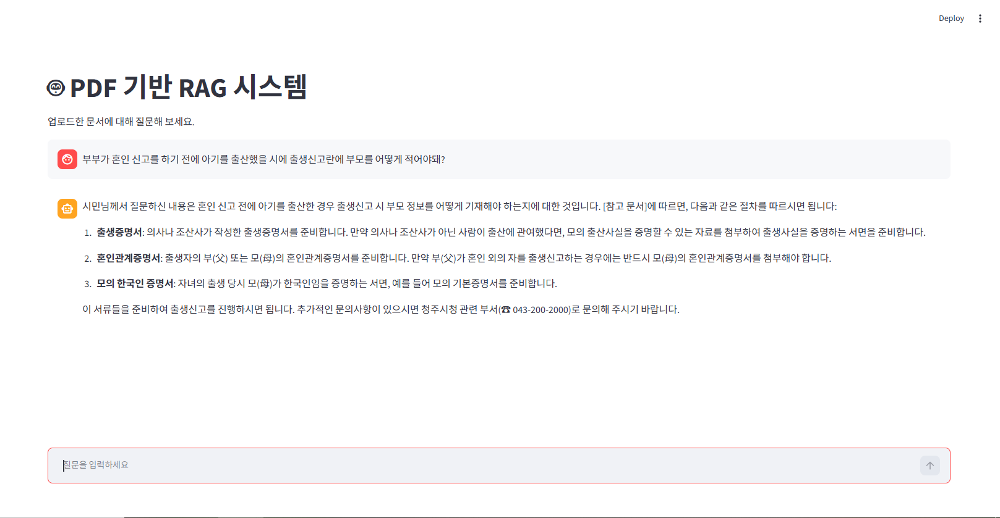 Deploy
PDF 기반 RAG 시스템
업로드한 문서에 대해 질문해 보세요.
부부가 혼인 신고를 하기 전에 아기를 출산했을 시에 출생신고란에 부모를 어떻게 적어야돼?
시민님께서 질문하신 내용은 혼인 신고 전에 아기를 출산한 경우 출생신고 시 부모 정보를 어떻게 기재해야 하는지에 대한 것입니다. [참고 문서]에 따르면, 다음과 같은 절차를 따르시면 됩니다:
1. 출생증명서: 의사나 조산사가 작성한 출생증명서를 준비합니다. 만약 의사나 조산사가 아닌 사람이 출산에 관여했다면, 모의 출산사실을 증명할 수 있는 자료를 첨부하여 출생사실을 증명하는 서면을 준비합니다.
2. 혼인관계증명서: 출생자의 부(父) 또는 모(母)의 혼인관계증명서를 준비합니다. 만약 부(父)가 혼인 외의 자를 출생신고하는 경우에는 반드시 모(母)의 혼인관계증명서를 첨부해야 합니다.
3. 모의 한국인 증명서: 자녀의 출생 당시 모(母)가 한국인임을 증명하는 서면, 예를 들어 모의 기본증명서를 준비합니다.
이 서류들을 준비하여 출생신고를 진행하시면 됩니다. 추가적인 문의사항이 있으시면 청주시청 관련 부서(☎ 043-200-2000)로 문의해 주시기 바랍니다.
질문을 입력하세요